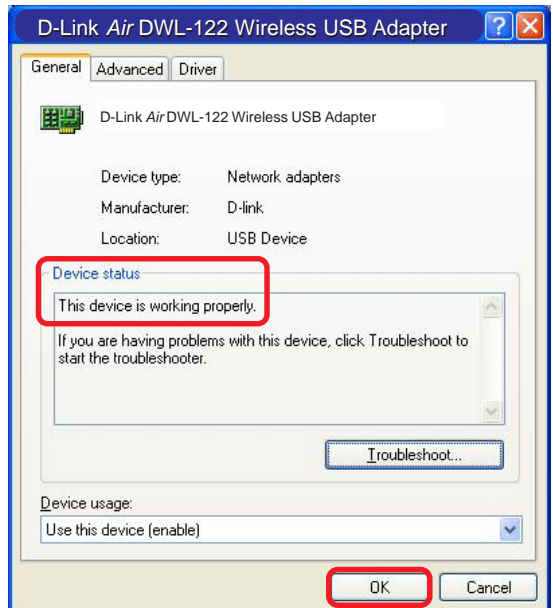 D-Link Air DWL-122 Wireless USB Adapter ? X
General Advanced Driver
D-Link Air DWL-122 Wireless USB Adapter
Device type: Network adapters
Manufacturer: D-link
Location: USB Device
Device status
This device is working properly.
If you are having problems with this device, click Troubleshoot to
start the troubleshooter.
Troubleshoot...
Device usage:
Use this device (enable)
OK Cancel